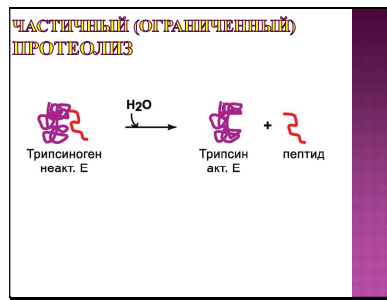 ЧАСТИЧНЫЙ (ОГРАНИЧЕННЫЙ)
ПРОТЕОЛИЗ
H2O
+
Трипсиноген
неакт. Е
Трипсин
акт. Е
пептид